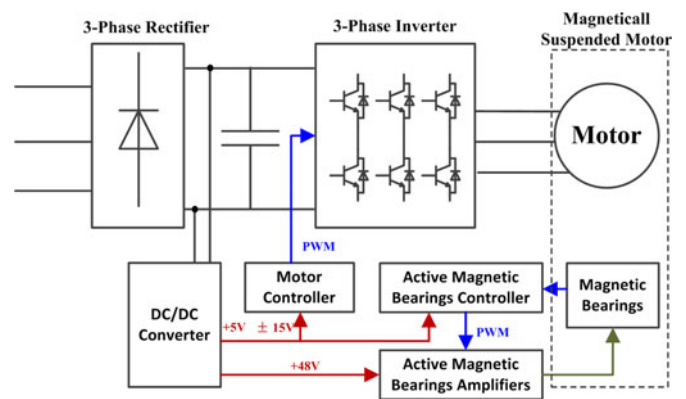 Magneticall
3-Phase Rectifier
3-Phase Inverter
Suspended Motor
Motor
PWM
DC/DC
Converter
Motor
Controller
Active Magnetic
Bearings Controller
Magnetic
Bearings
+5V ± 15V
PWM
+48V
Active Magnetic
Bearings Amplifiers